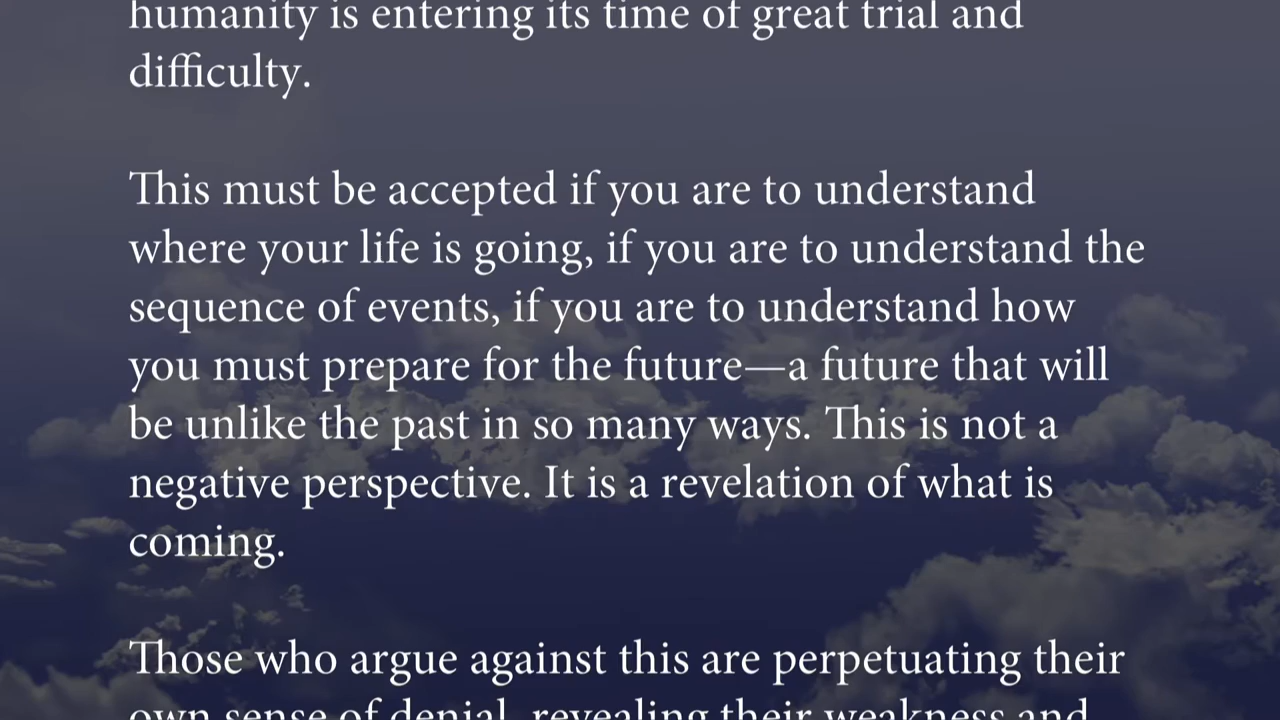 humanity is entering its time of great trial and
difficulty.
This must be accepted if you are to understand
where your life is going, if you are to understand the
sequence of events, if you are to understand how
you must prepare for the future—a future that will
be unlike the past in so many ways. This is not a
negative perspective. It is a revelation of what is
coming.
Those who argue against this are perpetuating their
own sense of denial, revealing their weakness and